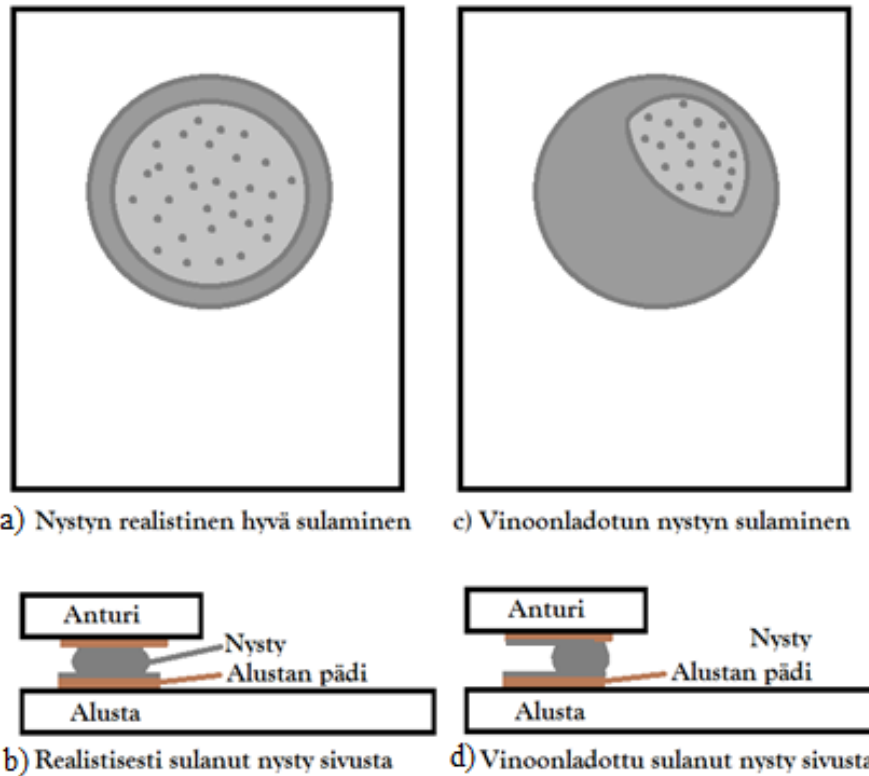 a) Nystyn realistinen hyvä sulaminen
c) Vinoonladotun nystyn sulaminen
Anturi
Nysty
Alustan pädi
Alusta
b) Realistisesti sulanut nysty sivusta
Anturi
Nysty
Alustan pädi
Alusta
d) Vinoonladottu sulanut nysty sivusta